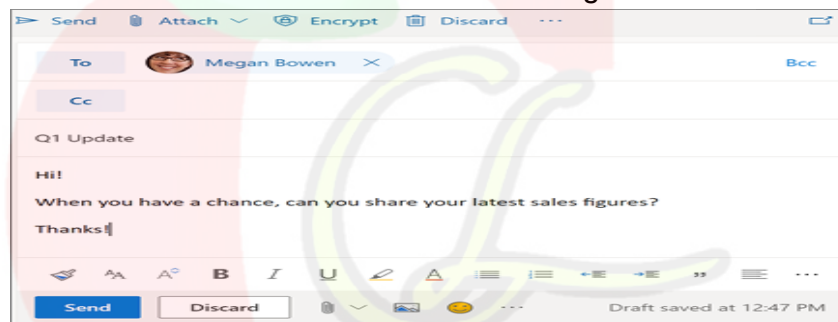 Send Attach Encrypt Discard ...
To Megan Bowen Bcc
Cc
Q1 Update
Hi!
When you have a chance, can you share your latest sales figures?
Thanks!
B I U A
Send Discard ... Draft saved at 12:47 PM